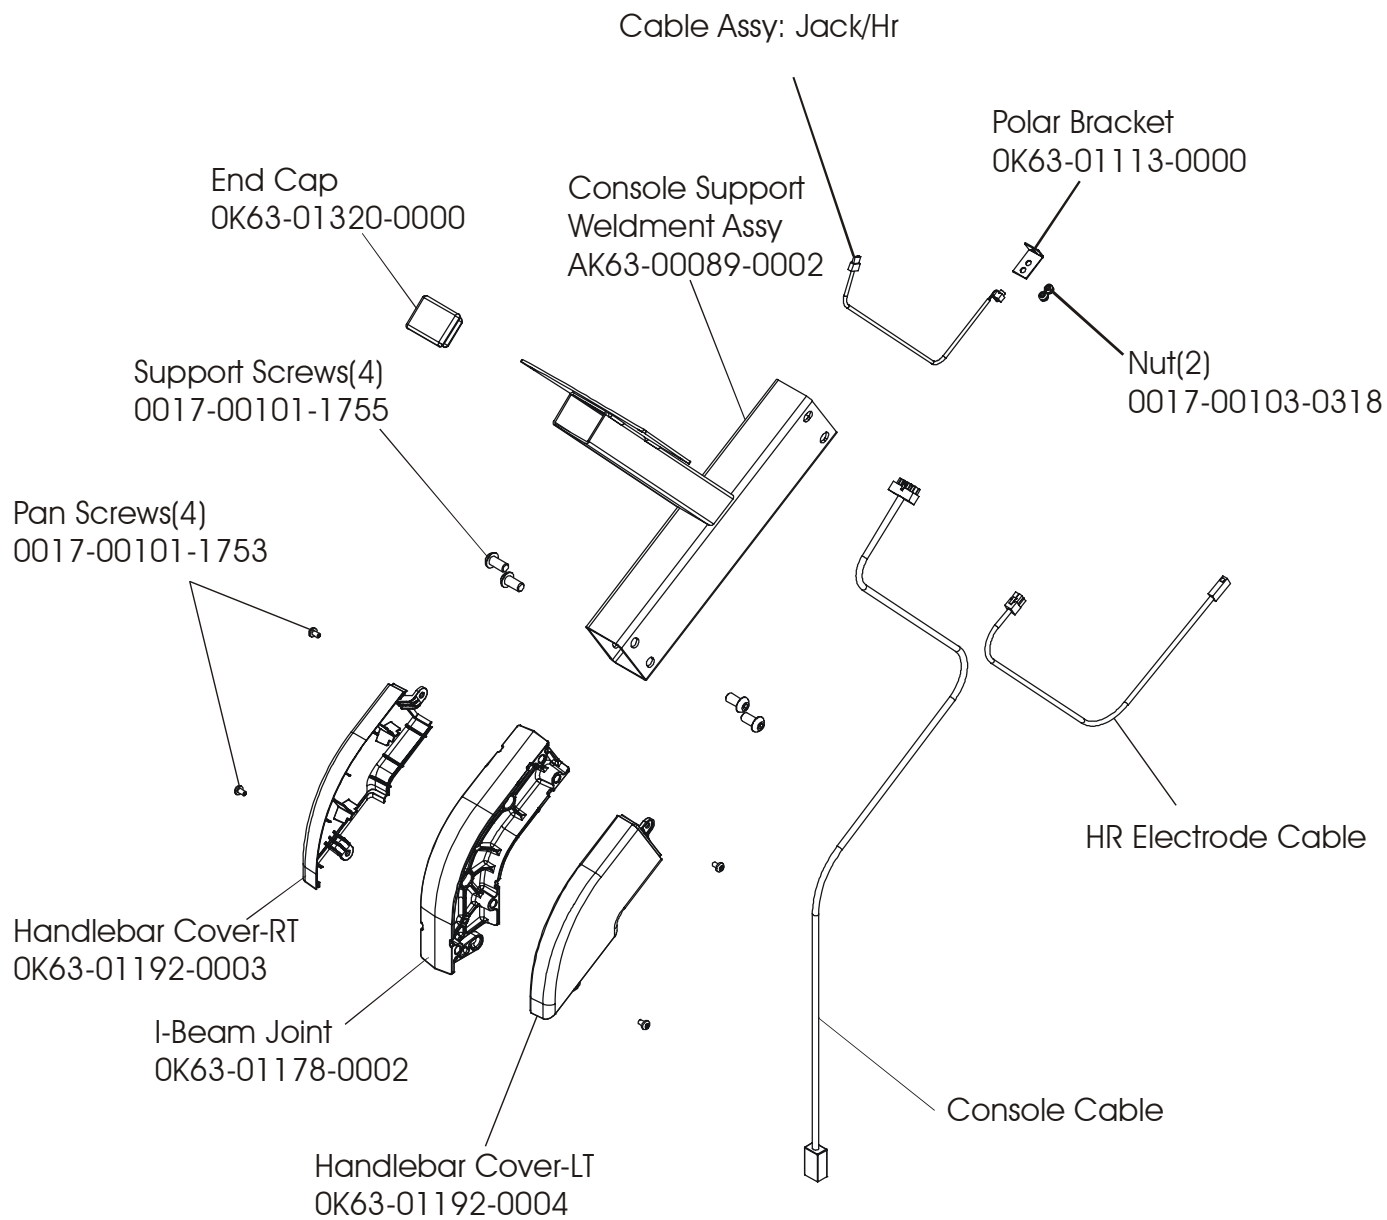 Cable Assy: Jack/Hr
Polar Bracket
0K63-01113-0000
End Cap
0K63-01320-0000
Console Support
Weldment Assy
AK63-00089-0002
Support Screws(4)
0017-00101-1755
Nut(2)
0017-00103-0318
Pan Screws(4)
0017-00101-1753
HR Electrode Cable
Handlebar Cover-RT
0K63-01192-0003
I-Beam Joint
0K63-01178-0002
Console Cable
Handlebar Cover-LT
0K63-01192-0004